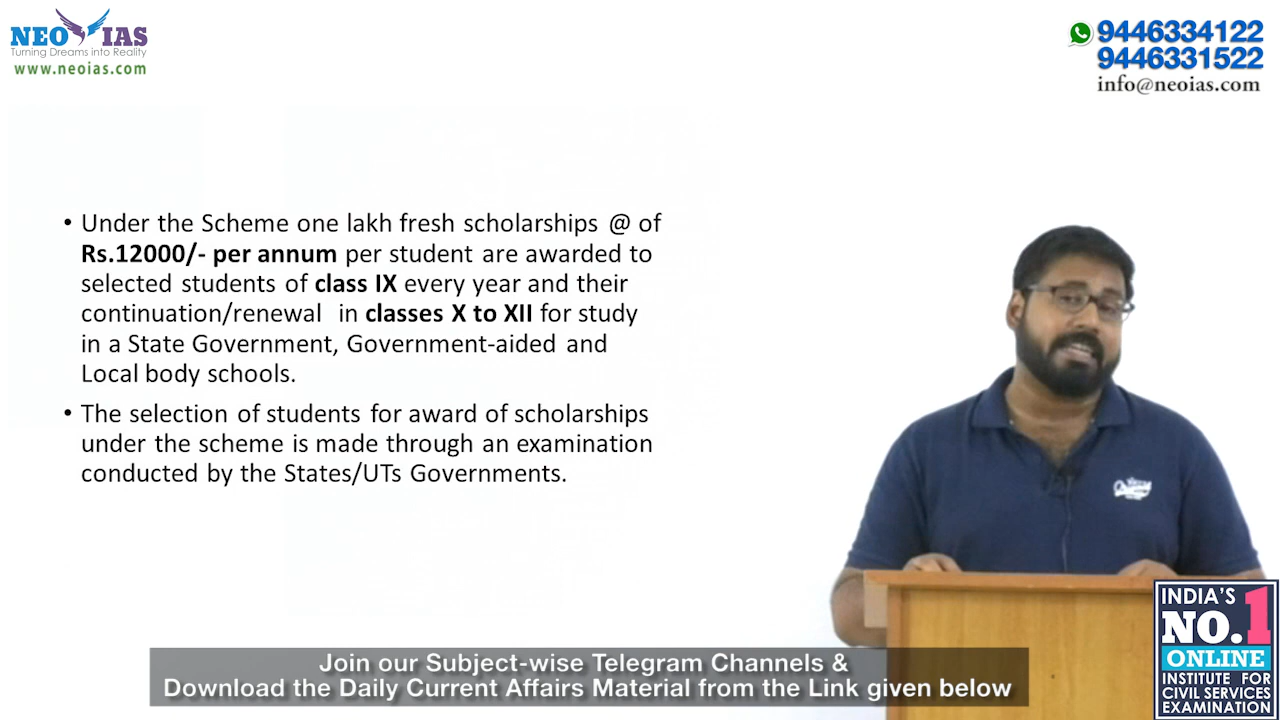 NEO IAS
Turning Dreams into Reality
www.neoias.com
9446334122
9446331522
info@neoias.com
• Under the Scheme one lakh fresh scholarships @ of
Rs.12000/- per annum per student are awarded to
selected students of class IX every year and their
continuation/renewal in classes X to XII for study
in a State Government, Government-aided and
Local body schools.
• The selection of students for award of scholarships
under the scheme is made through an examination
conducted by the States/UTs Governments.
Join our Subject-wise Telegram Channels &
Download the Daily Current Affairs Material from the Link given below
INDIA'S
NO.1
ONLINE
INSTITUTE FOR
CIVIL SERVICES
EXAMINATION